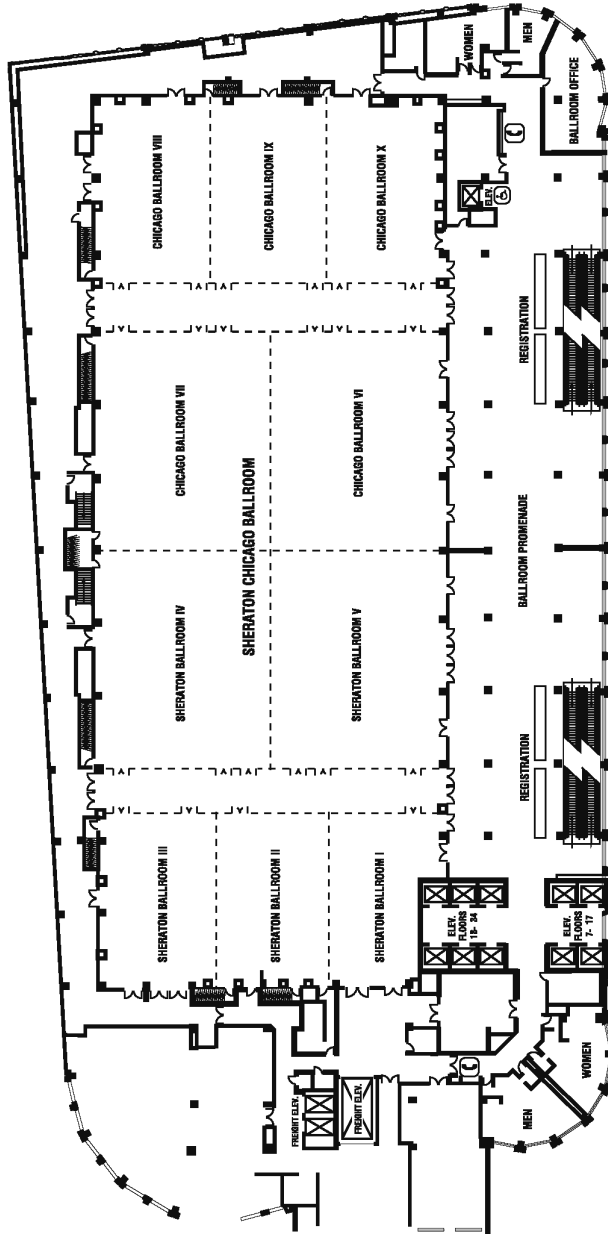 WOMEN
MEN
BALLROOM OFFICE
CHICAGO BALLROOM VIII
CHICAGO BALLROOM IX
CHICAGO BALLROOM X
ELEV.
REGISTRATION
CHICAGO BALLROOM VII
CHICAGO BALLROOM VI
SHERATON CHICAGO BALLROOM
BALLROOM PROMENADE
SHERATON BALLROOM IV
SHERATON BALLROOM V
REGISTRATION
SHERATON BALLROOM III
SHERATON BALLROOM II
SHERATON BALLROOM I
ELEV.
FLOORS
18- 34
ELEV.
FLOORS
7- 17
FREIGHT ELEV.
FREIGHT ELEV.
MEN
WOMEN